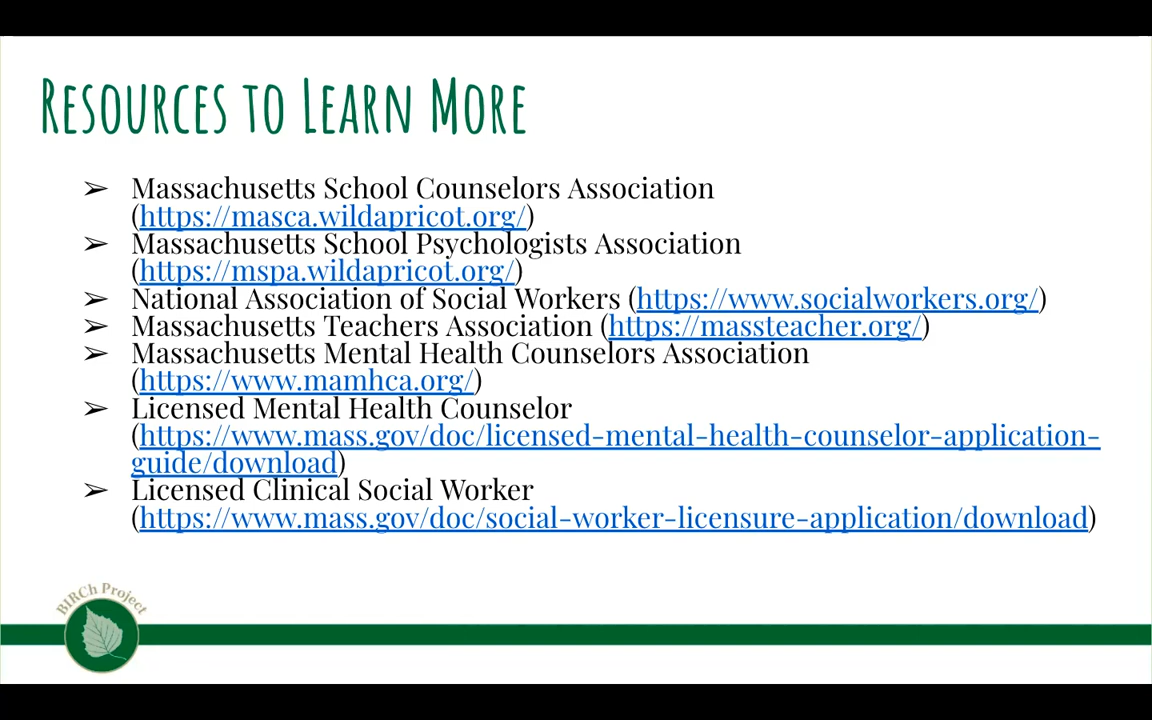 Resources to Learn More
➢ Massachusetts School Counselors Association
(https://masca.wildapricot.org/)
➢ Massachusetts School Psychologists Association
(https://mspa.wildapricot.org/)
➢ National Association of Social Workers (https://www.socialworkers.org/)
➢ Massachusetts Teachers Association (https://massteacher.org/)
➢ Massachusetts Mental Health Counselors Association
(https://www.mamhca.org/)
➢ Licensed Mental Health Counselor
(https://www.mass.gov/doc/licensed-mental-health-counselor-application-
guide/download)
➢ Licensed Clinical Social Worker
(https://www.mass.gov/doc/social-worker-licensure-application/download)
BIRCh Project